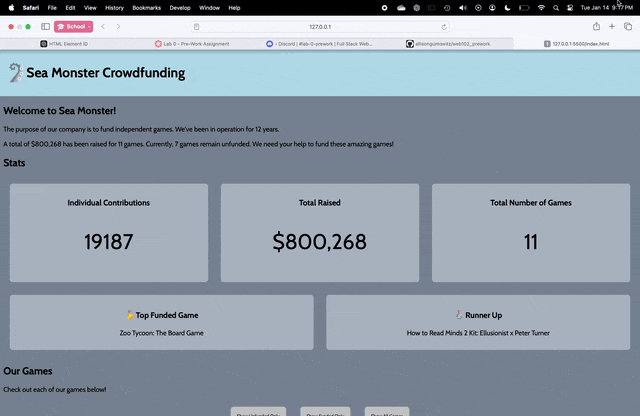 Safari File Edit View History Bookmarks Develop Window Help Tue Jan 14 9:17 PM
School 127.0.0.1
HTML Element ID Lab 0 - Pre-Work Assignment Discord | #lab-0-prework | Full Stack Web... 127.0.0.1:5500/index.html
Sea Monster Crowdfunding
Welcome to Sea Monster!
The purpose of our company is to fund independent games. We've been in operation for 12 years.
A total of $800,268 has been raised for 11 games. Currently, 7 games remain unfunded. We need your help to fund these amazing games!
Stats
Individual Contributions Total Raised Total Number of Games
19187 $800,268 11
🥇 Top Funded Game 🥈 Runner Up
Zoo Tycoon: The Board Game How to Read Minds 2 Kit: Ellusionist x Peter Turner
Our Games
Check out each of our games below!